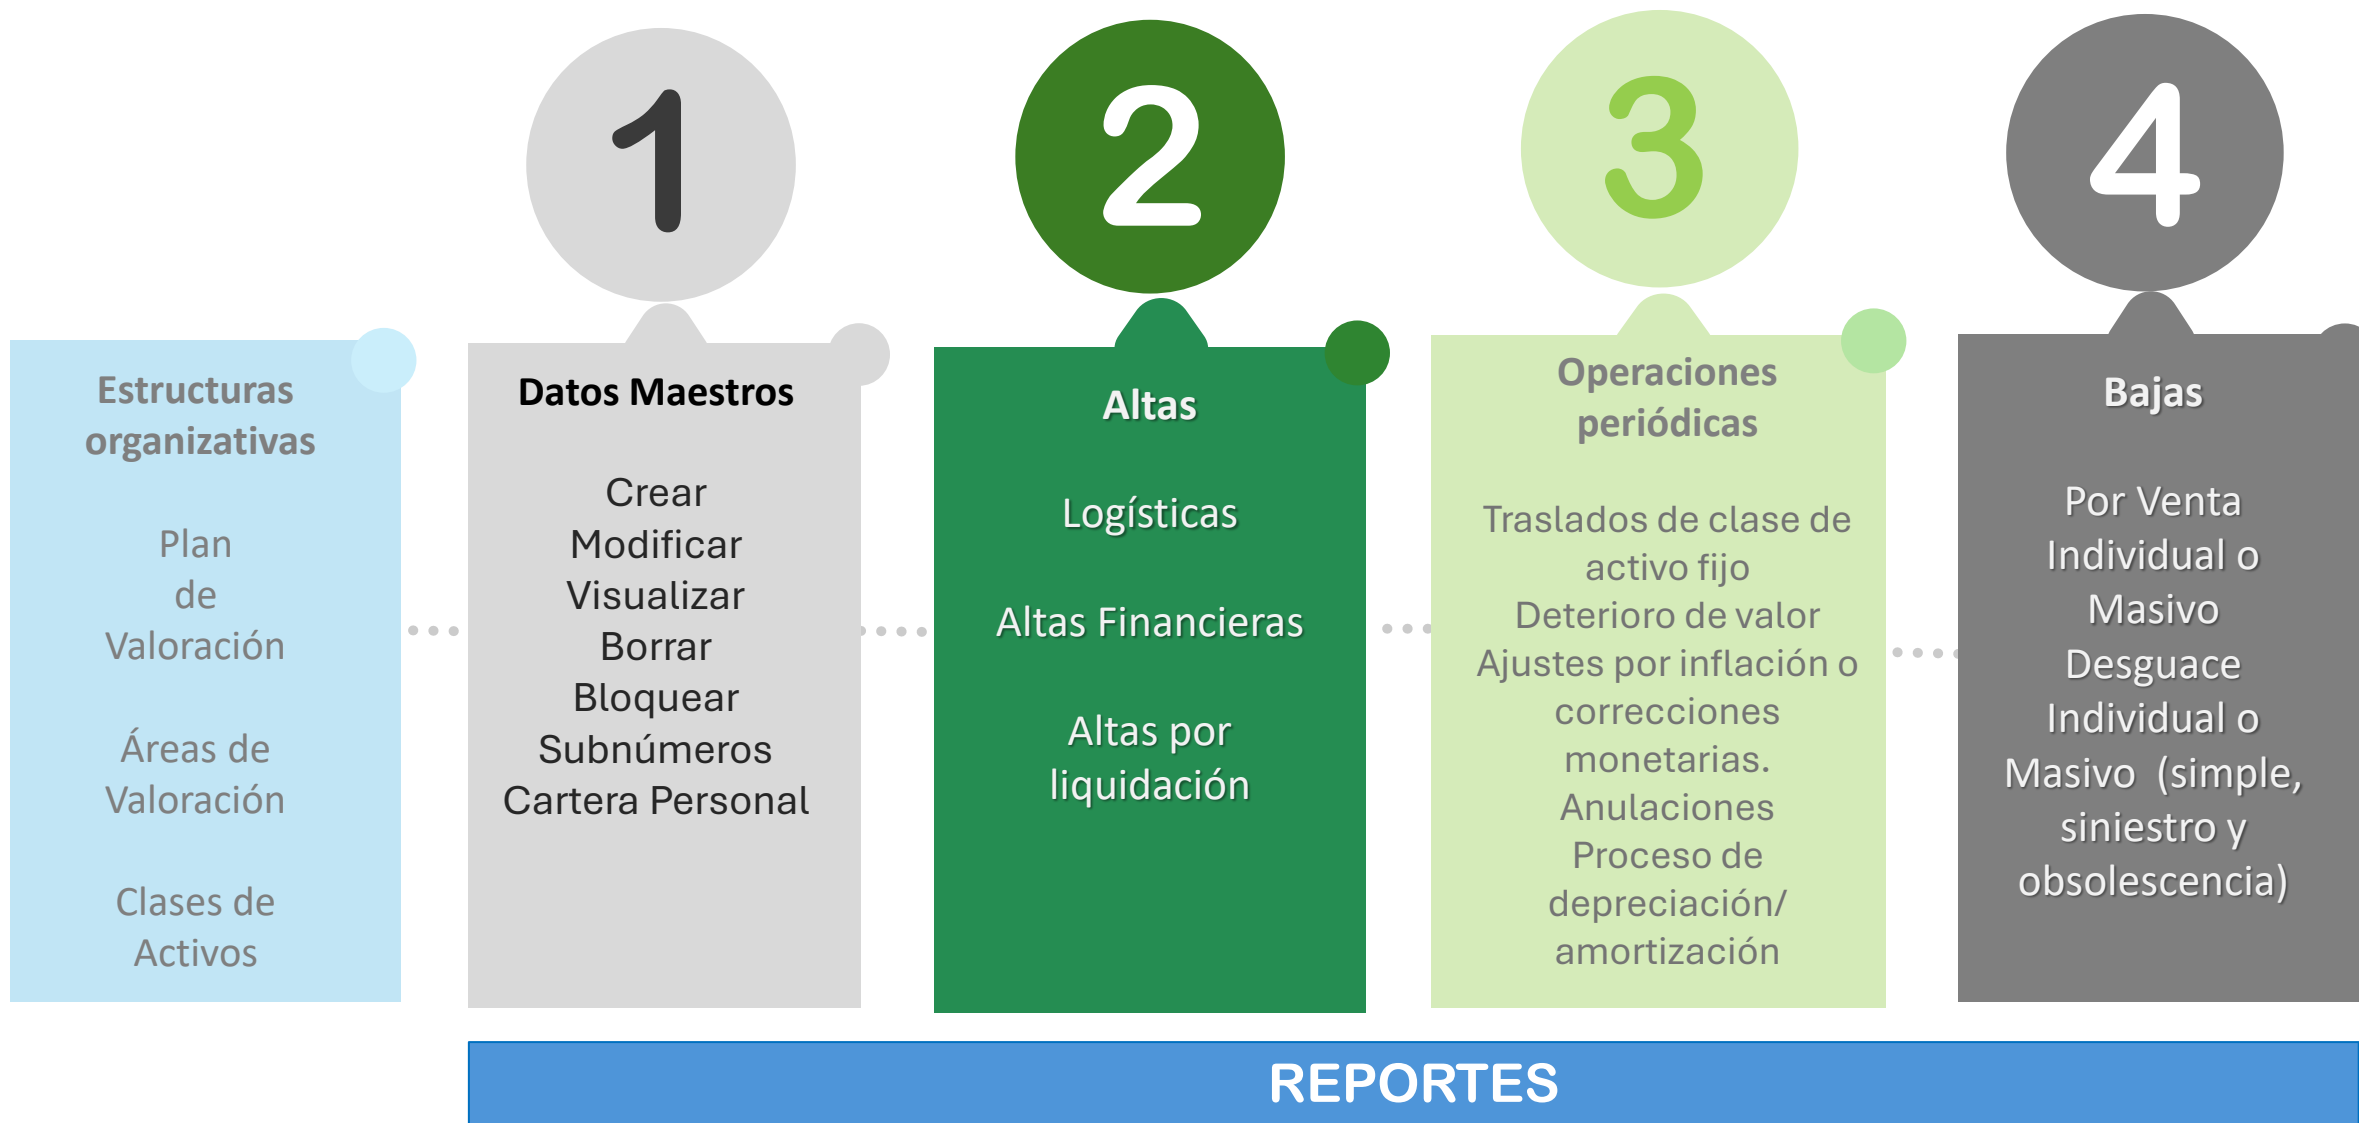 Estructuras
organizativas
Plan
de
Valoración
Áreas de
Valoración
Clases de
Activos
1
Datos Maestros
Crear
Modificar
Visualizar
Borrar
Bloquear
Subnúmeros
Cartera Personal
2
Altas
Logísticas
Altas Financieras
Altas por
liquidación
3
Operaciones
periódicas
Traslados de clase de
activo fijo
Deterioro de valor
Ajustes por inflación o
correcciones
monetarias.
Anulaciones
Proceso de
depreciación/
amortización
4
Bajas
Por Venta
Individual o
Masivo
Desguace
Individual o
Masivo (simple,
siniestro y
obsolescencia)
REPORTES